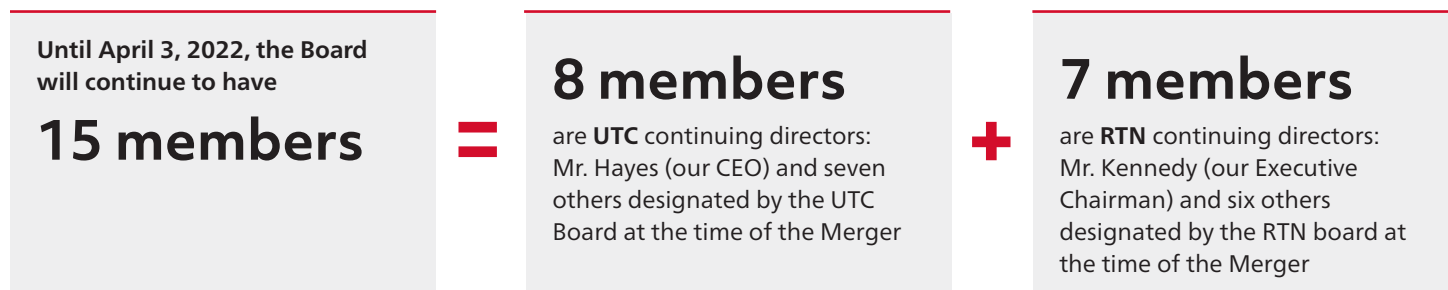 Until April 3, 2022, the Board
will continue to have
15 members
=
8 members
are UTC continuing directors:
Mr. Hayes (our CEO) and seven
others designated by the UTC
Board at the time of the Merger
+
7 members
are RTN continuing directors:
Mr. Kennedy (our Executive
Chairman) and six others
designated by the RTN board at
the time of the Merger